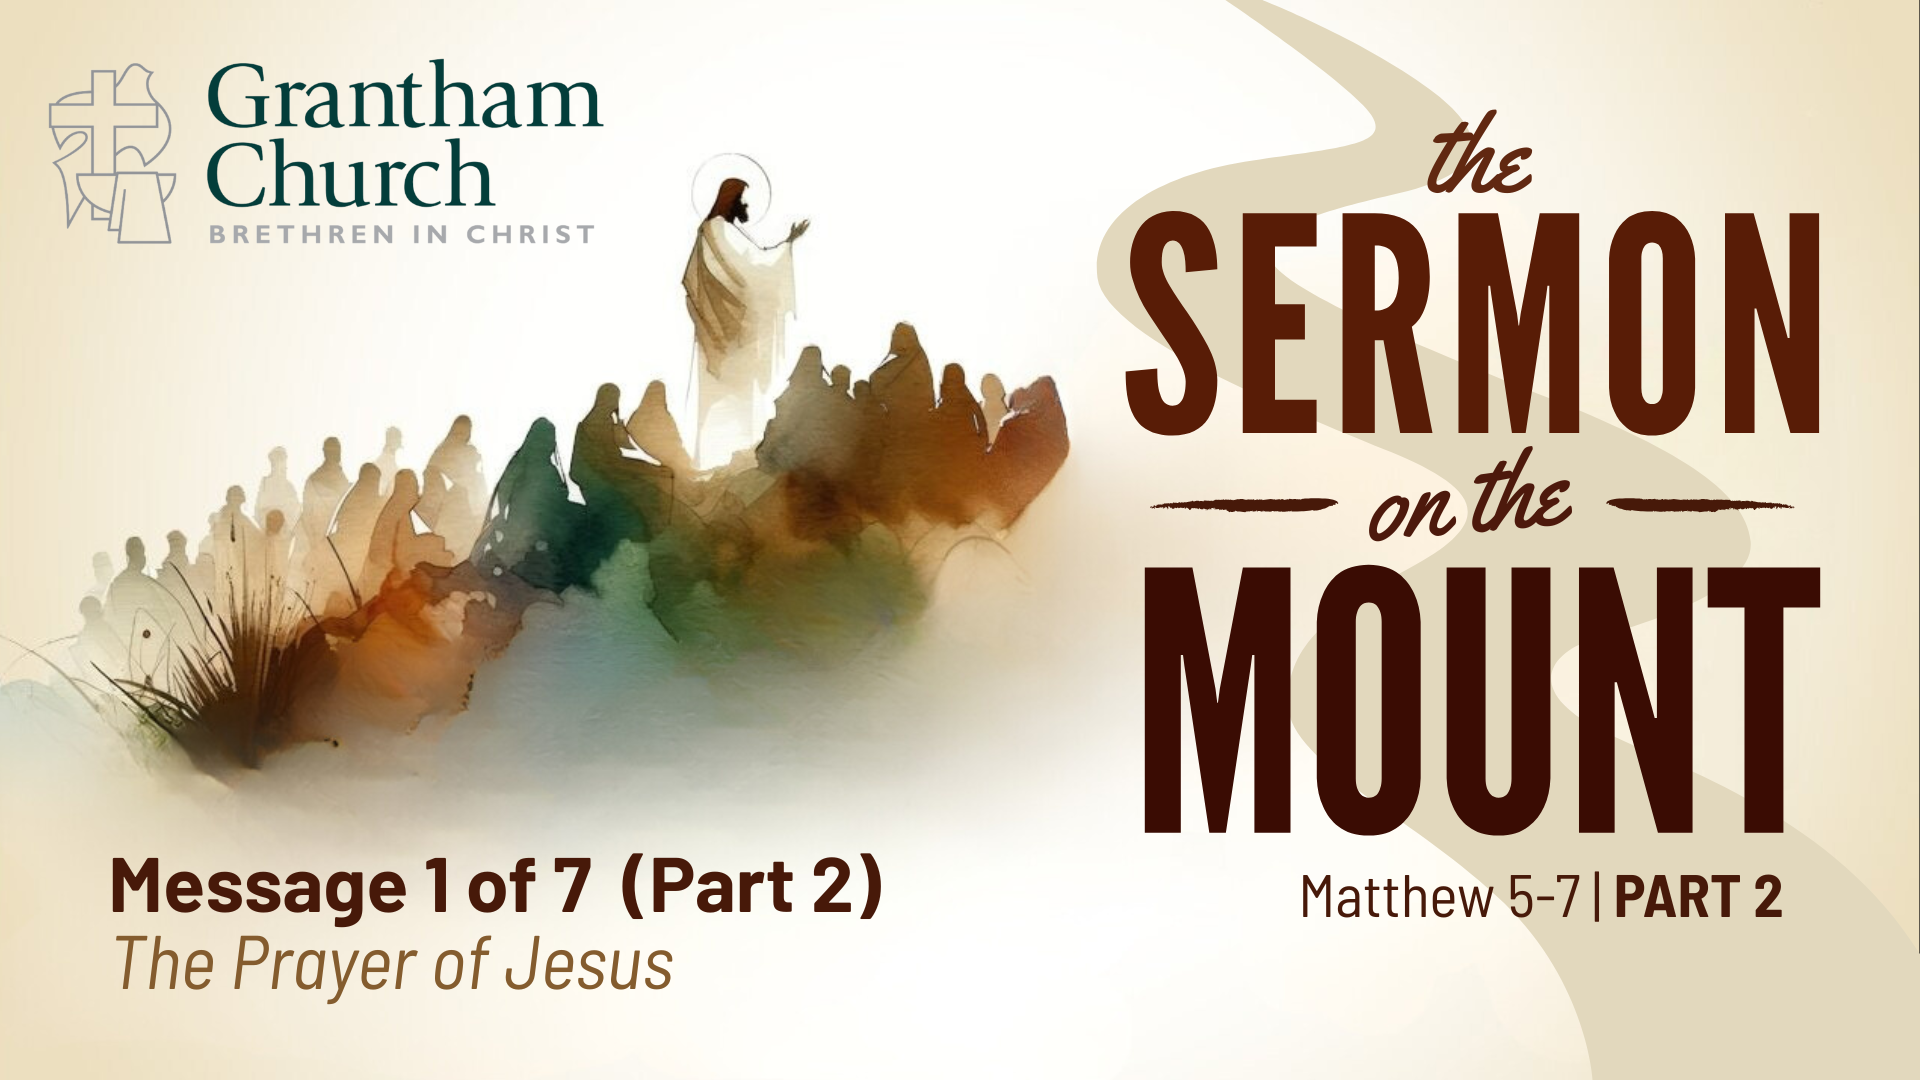 Grantham
Church
BRETHREN IN CHRIST
the
SERMON
on the
MOUNT
Matthew 5-7 | PART 2
Message 1 of 7 (Part 2)
The Prayer of Jesus